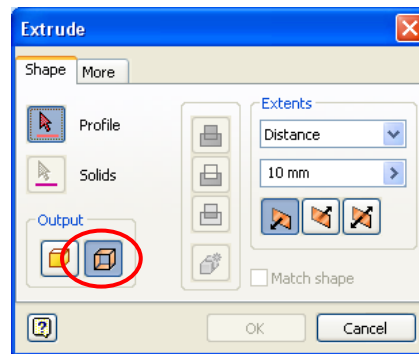 Extrude
Shape More
Profile
Solids
Output
Extents
Distance
10 mm
Match shape
OK Cancel